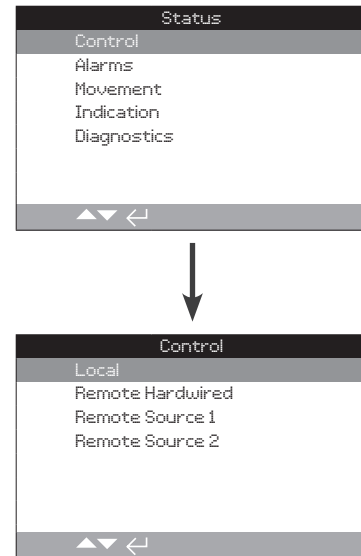 Status
Control
Alarms
Movement
Indication
Diagnostics
Control
Local
Remote Hardwired
Remote Source 1
Remote Source 2